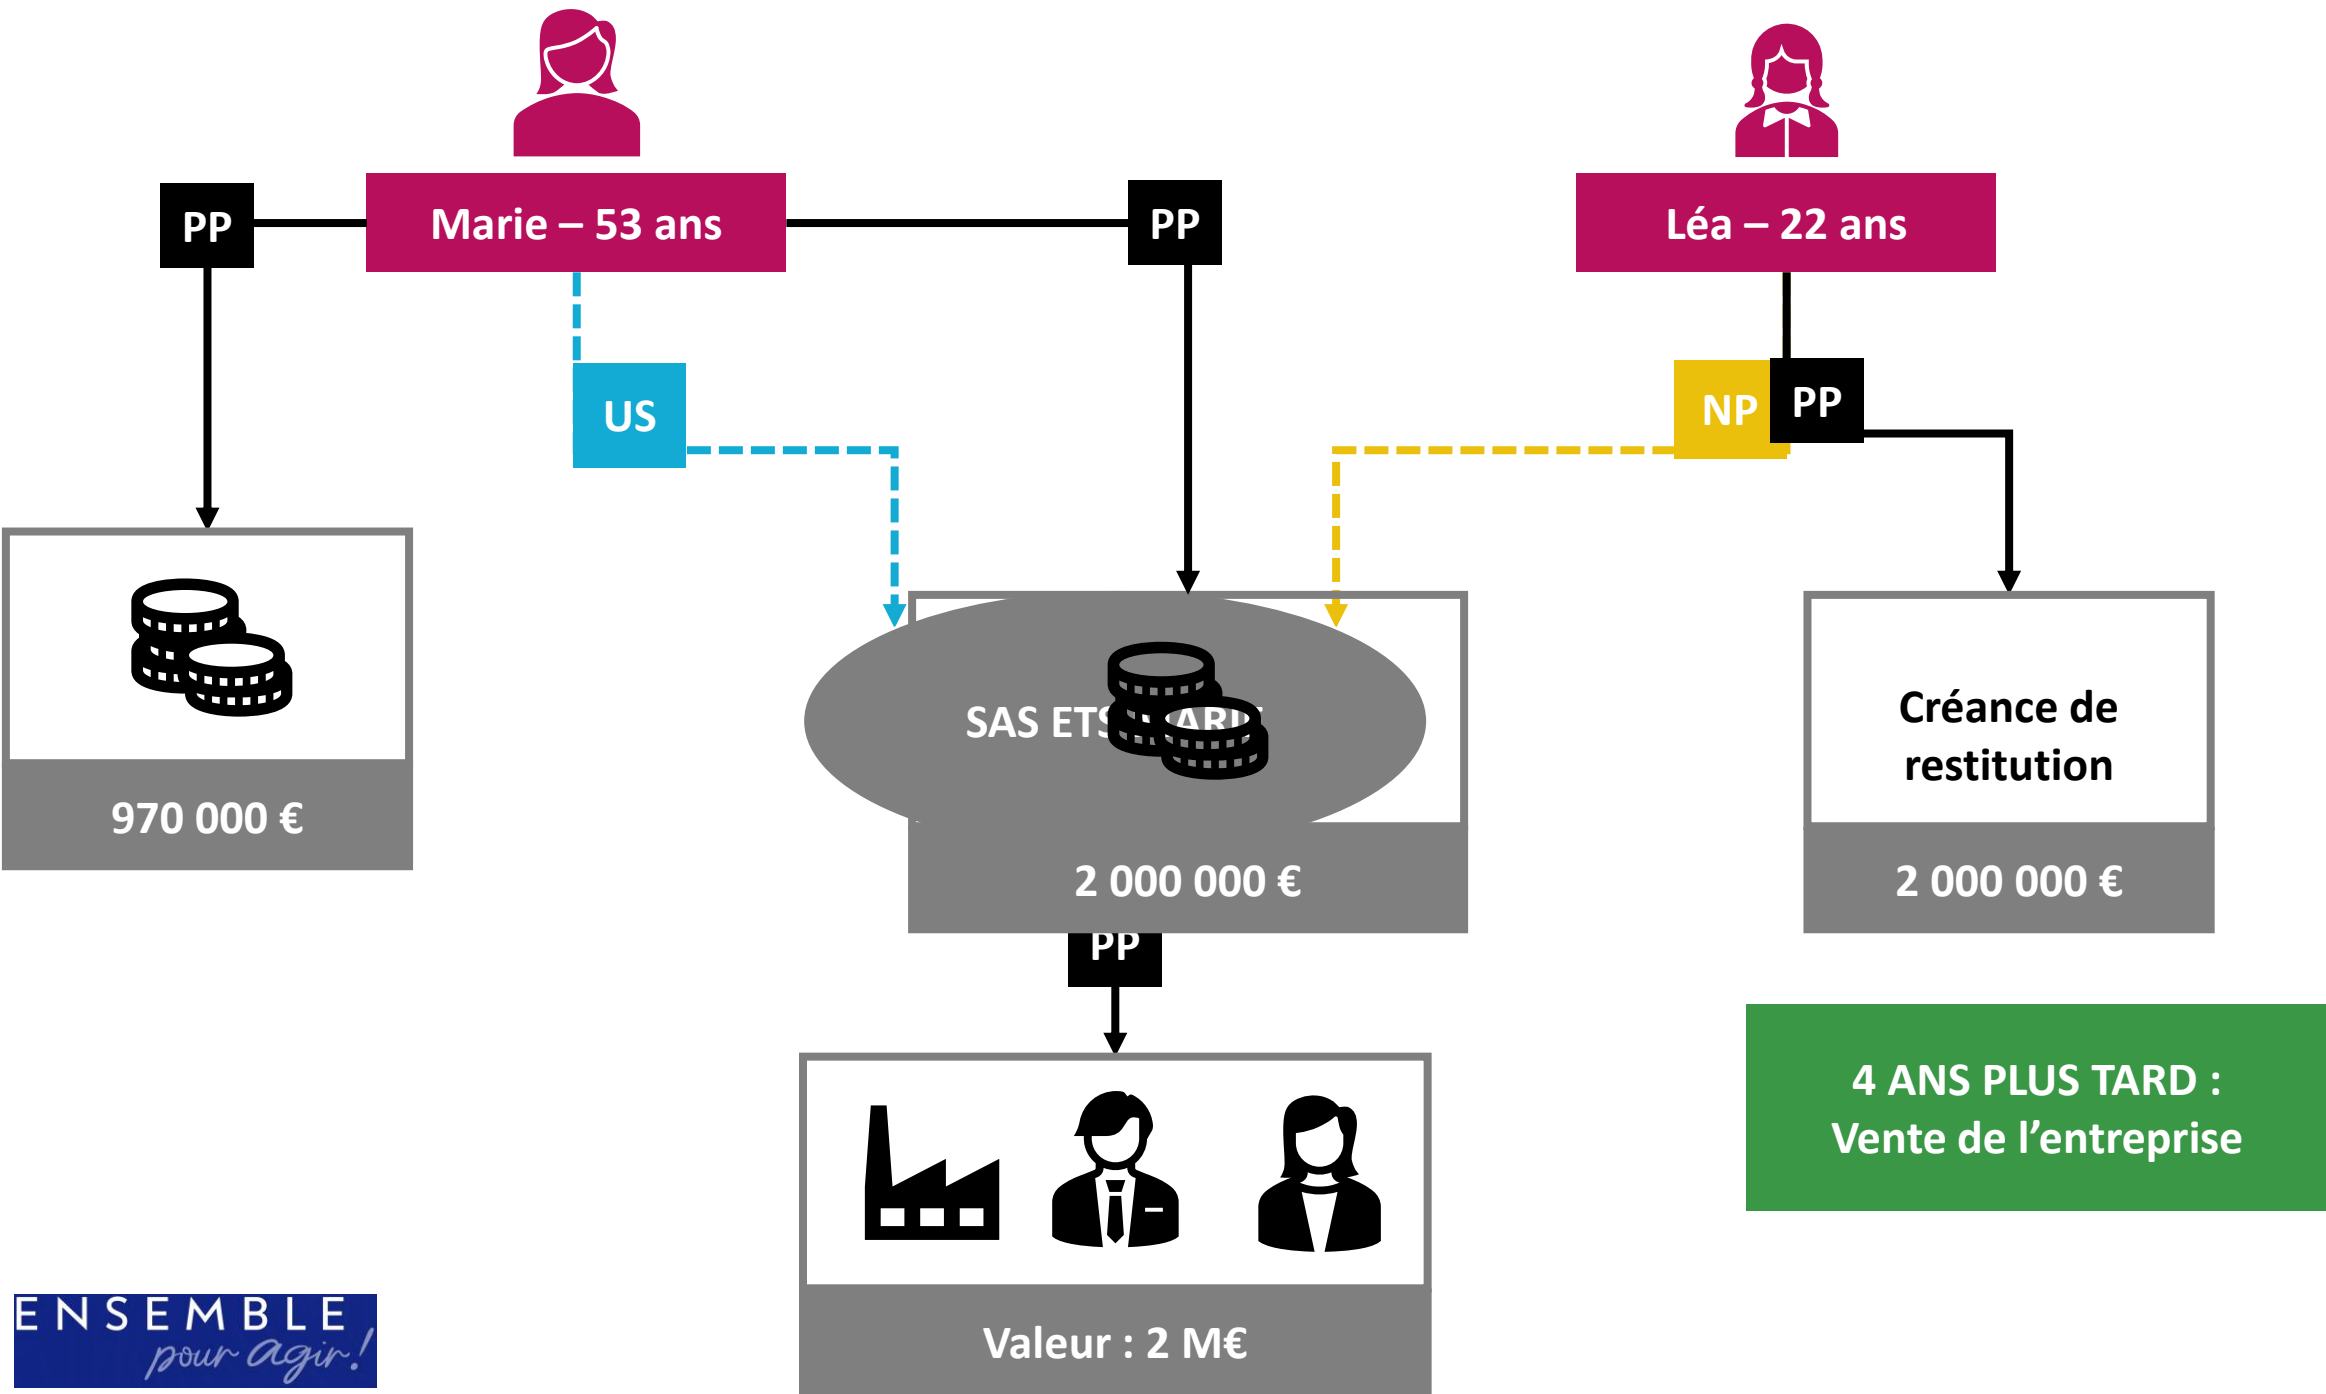 PP
Marie – 53 ans
PP
Léa – 22 ans
US
NP
PP
SAS ETS
970 000 €
Créance de
restitution
2 000 000 €
2 000 000 €
PP
4 ANS PLUS TARD :
Vente de l’entreprise
Valeur : 2 M€
ENSEMBLE
pour agir!